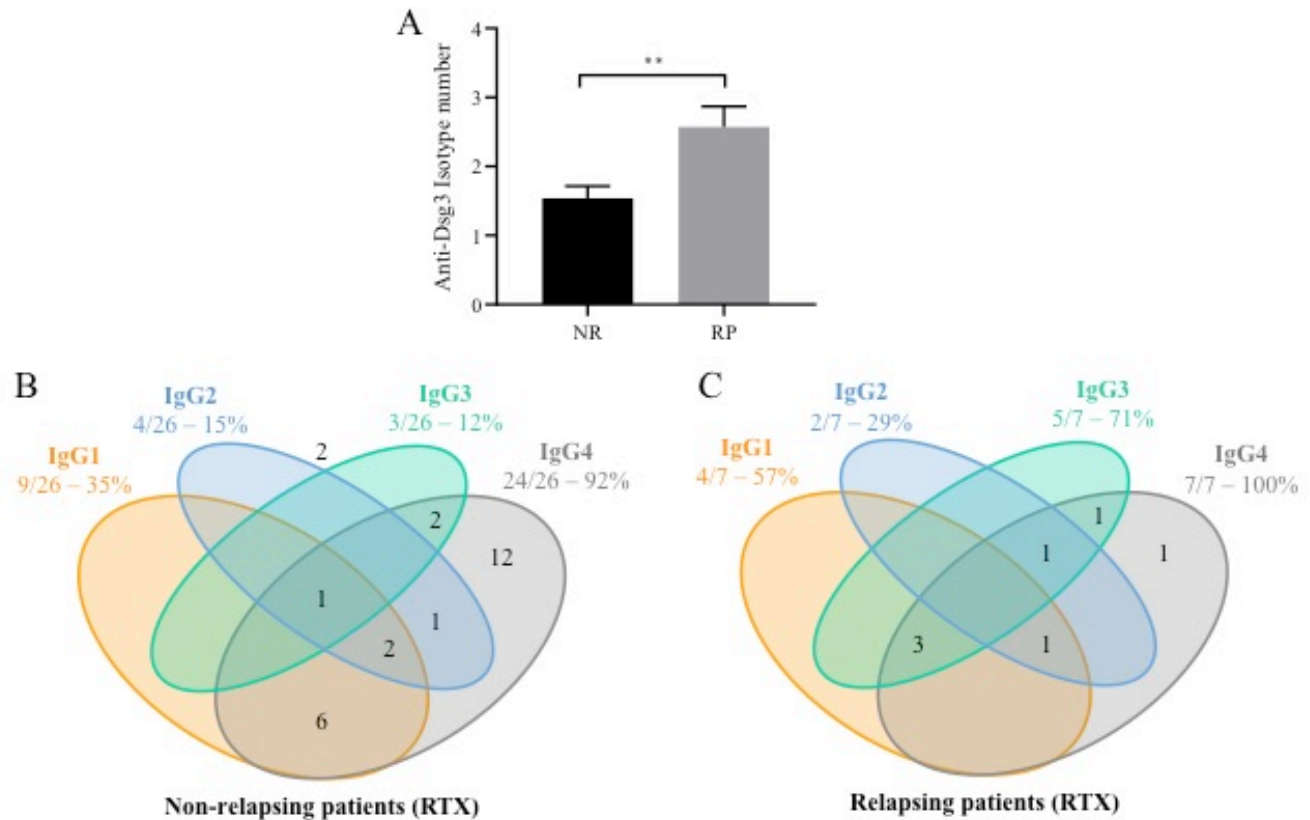 A
4
**
3
2
1
0
Anti-Dsg3 Isotype number
NR
RP
B
IgG1
9/26 – 35%
IgG2
4/26 – 15%
2
IgG3
3/26 – 12%
IgG4
24/26 – 92%
2
12
1
1
2
6
Non-relapsing patients (RTX)
C
IgG1
4/7 – 57%
IgG2
2/7 – 29%
IgG3
5/7 – 71%
IgG4
7/7 – 100%
1
1
1
3
1
Relapsing patients (RTX)